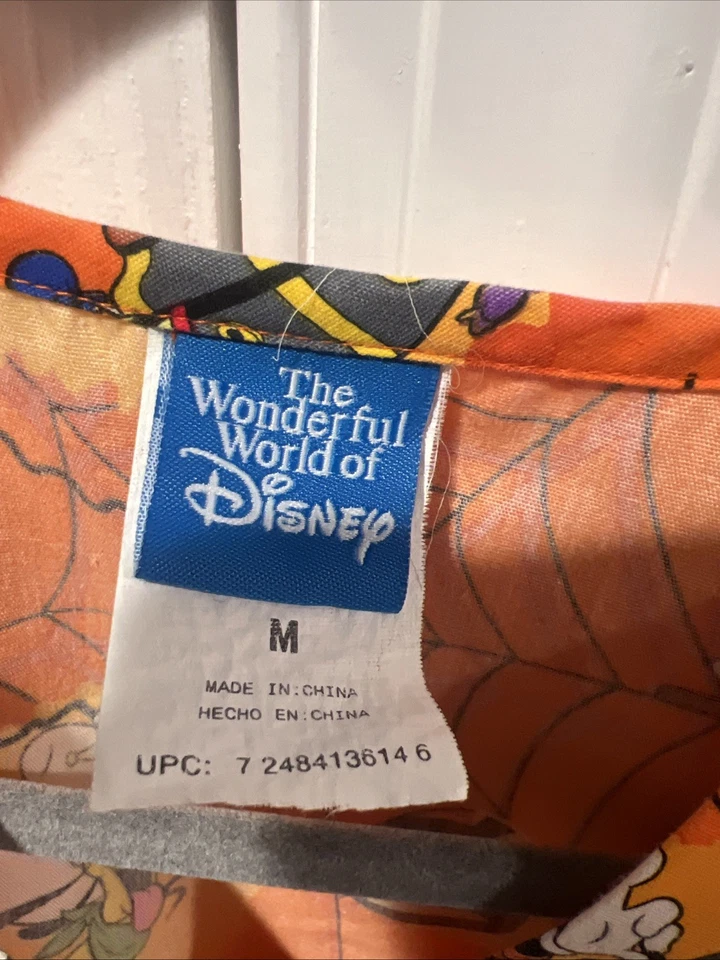 The
Wonderful
World of
Disney
M
MADE IN:CHINA
HECHO EN:CHINA
UPC: 7 248413614 6